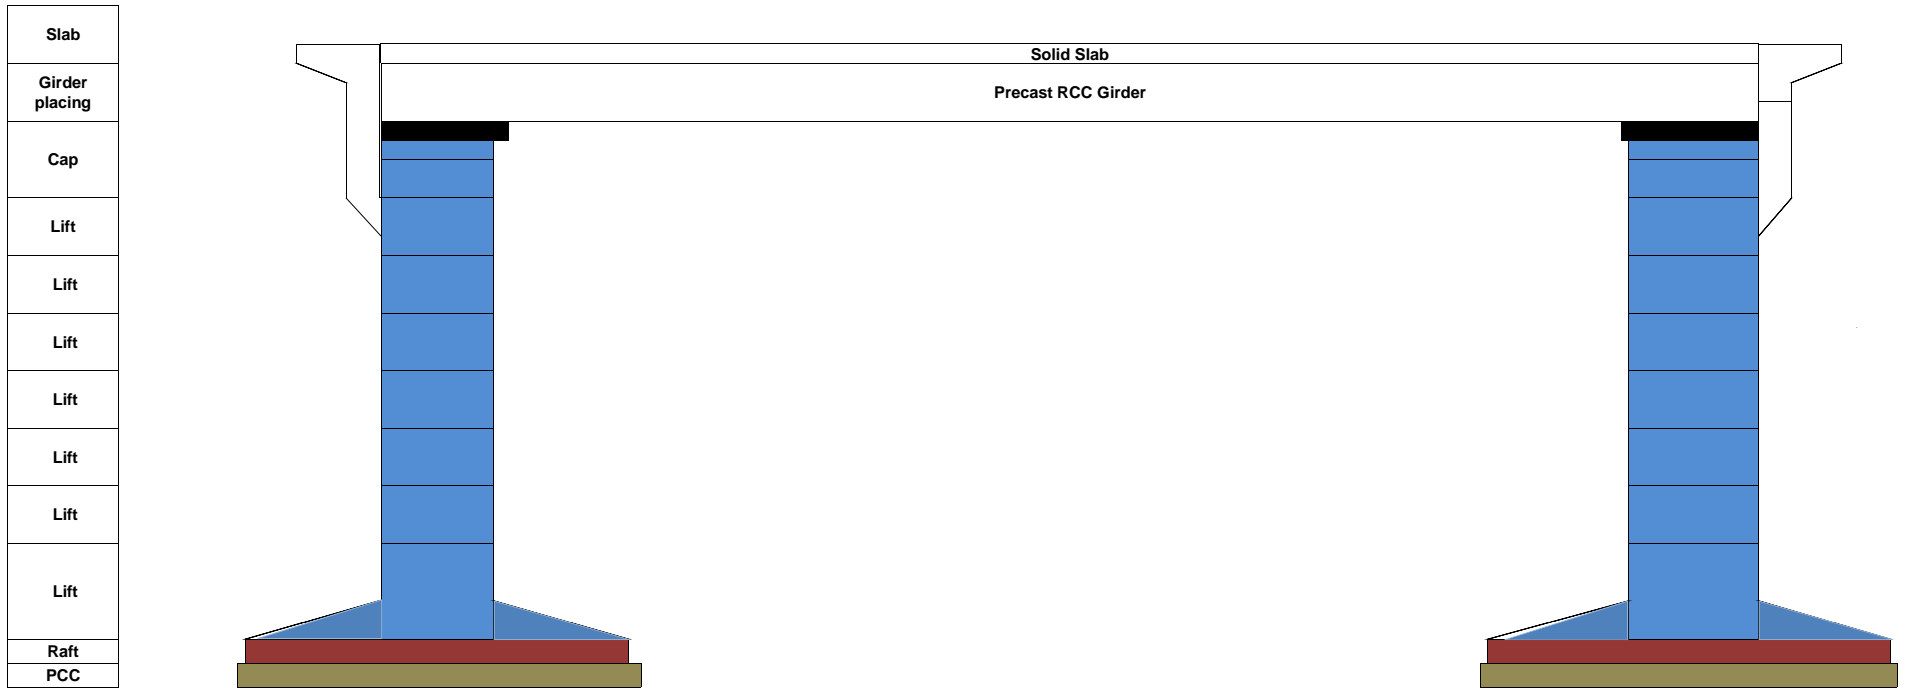 Slab
Solid Slab
Girder
placing
Precast RCC Girder
Cap
Lift
Lift
Lift
Lift
Lift
Lift
Lift
Raft
PCC